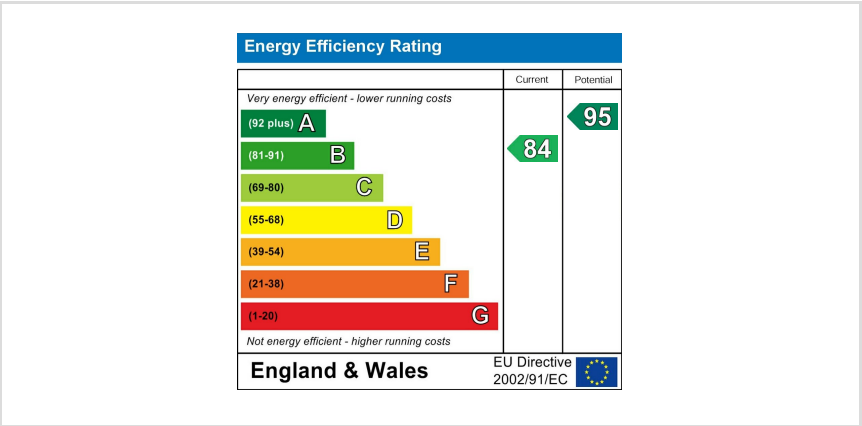 Energy Efficiency Rating
Current Potential
Very energy efficient - lower running costs
(92 plus) A
95
(81-91) B
84
(69-80) C
(55-68) D
(39-54) E
(21-38) F
(1-20) G
Not energy efficient - higher running costs
England & Wales
EU Directive
2002/91/EC